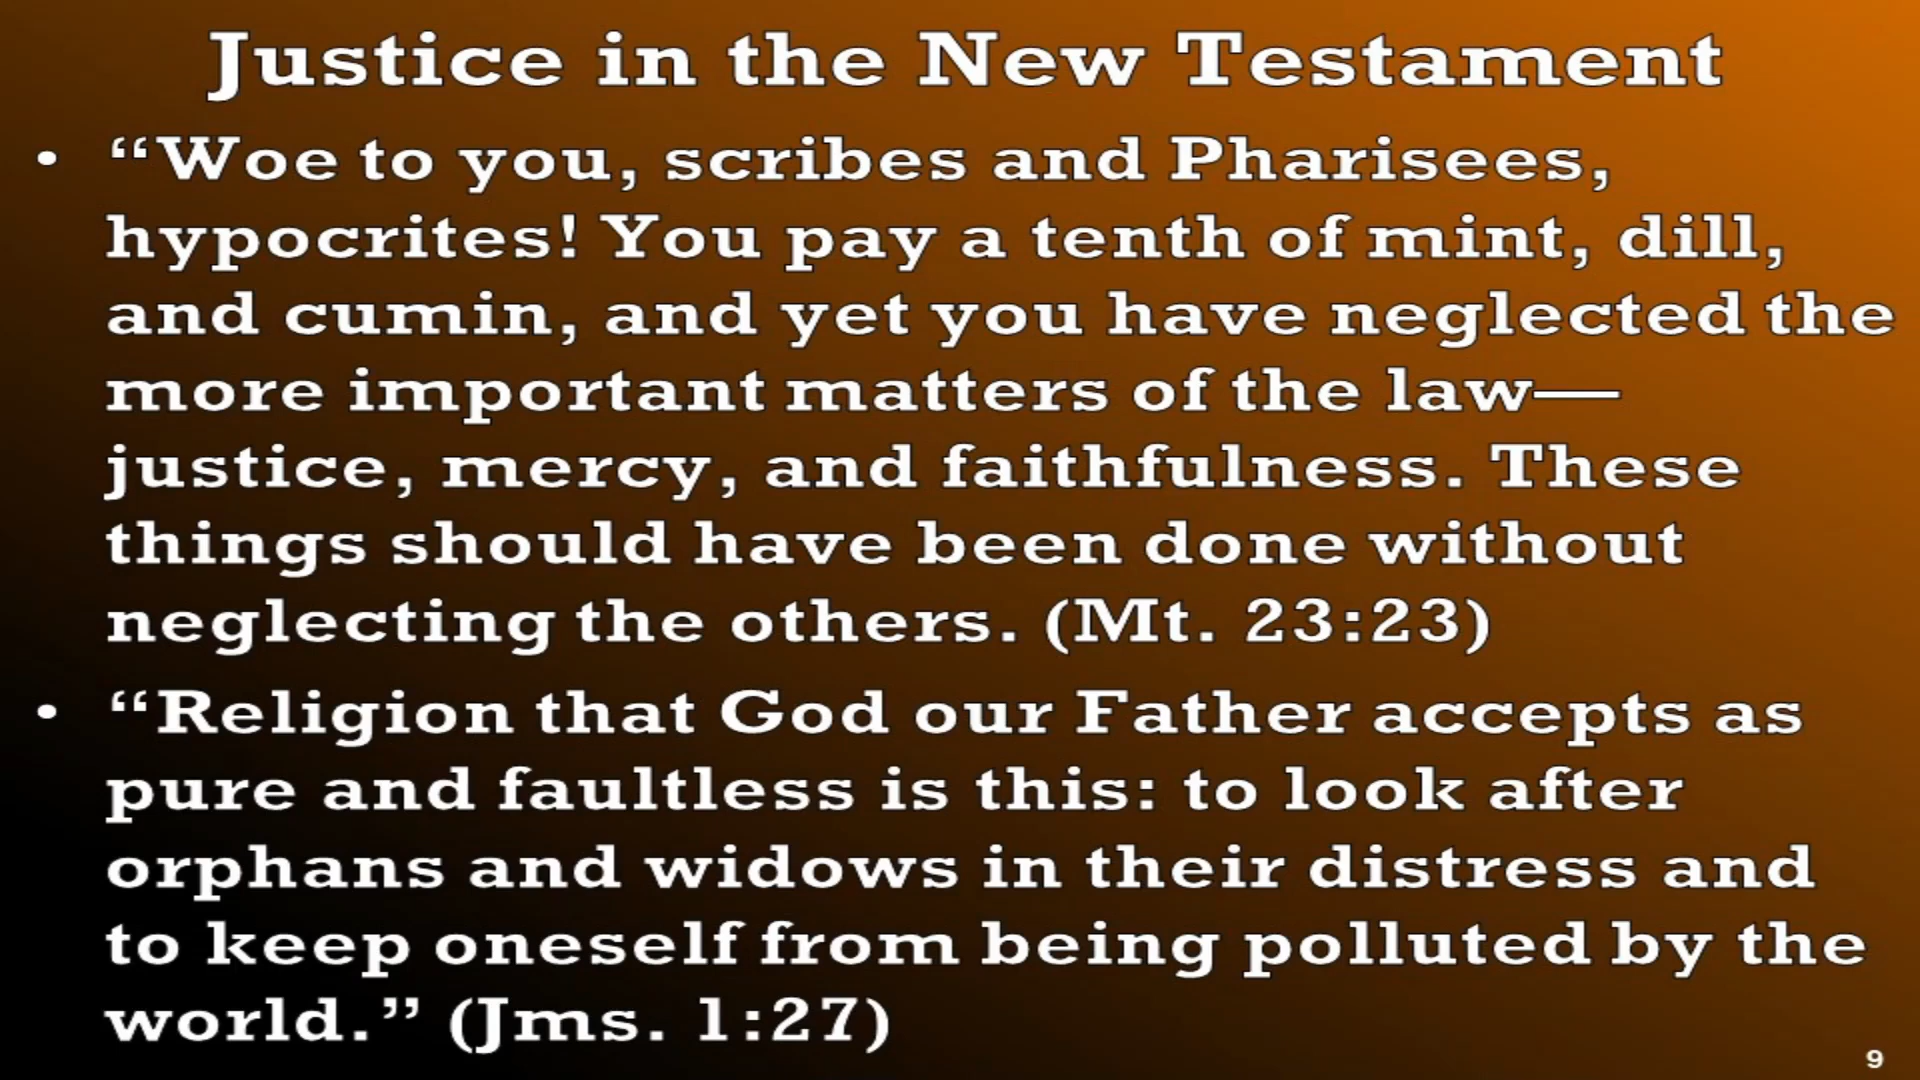 Justice in the New Testament
• “Woe to you, scribes and Pharisees,
hypocrites! You pay a tenth of mint, dill,
and cumin, and yet you have neglected the
more important matters of the law—
justice, mercy, and faithfulness. These
things should have been done without
neglecting the others. (Mt. 23:23)
• “Religion that God our Father accepts as
pure and faultless is this: to look after
orphans and widows in their distress and
to keep oneself from being polluted by the
world.” (Jms. 1:27)
9